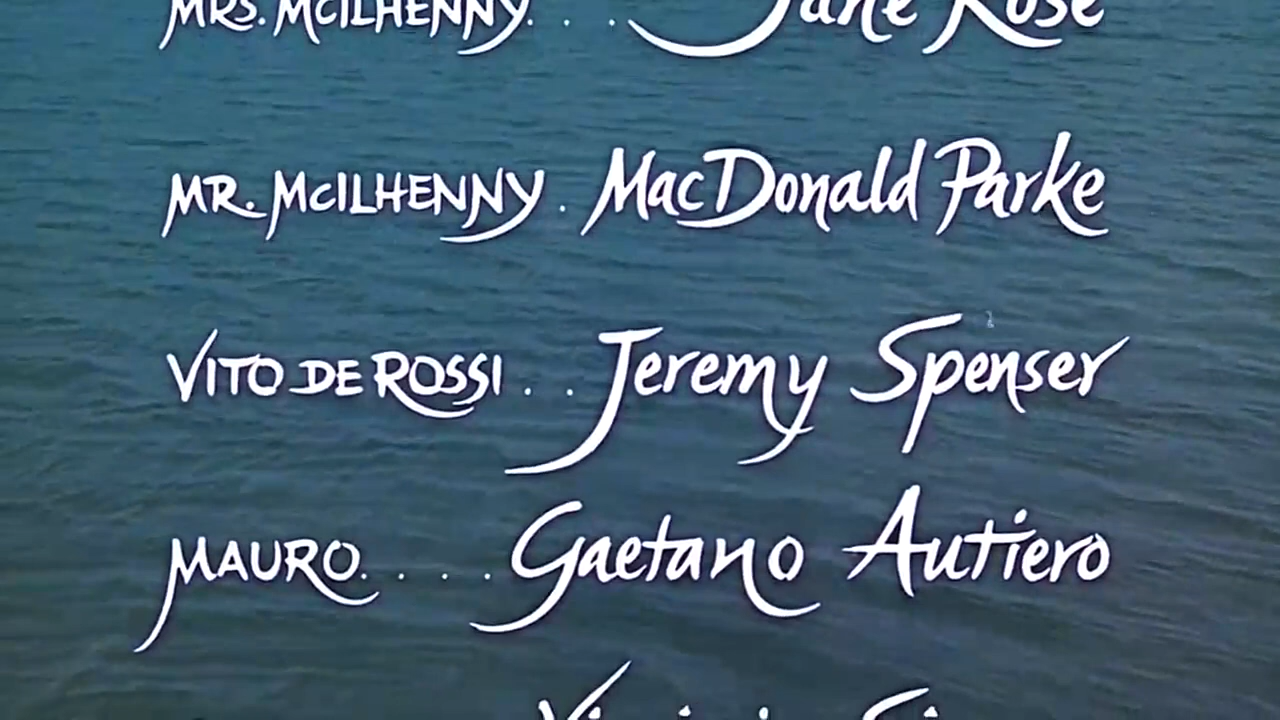 MRS. MCILHENNY. . . . Jane Rose
MR. MCILHENNY . MacDonald Parke
VITO DE ROSSI . . Jeremy Spenser
MAURO. . . . Gaetano Autiero